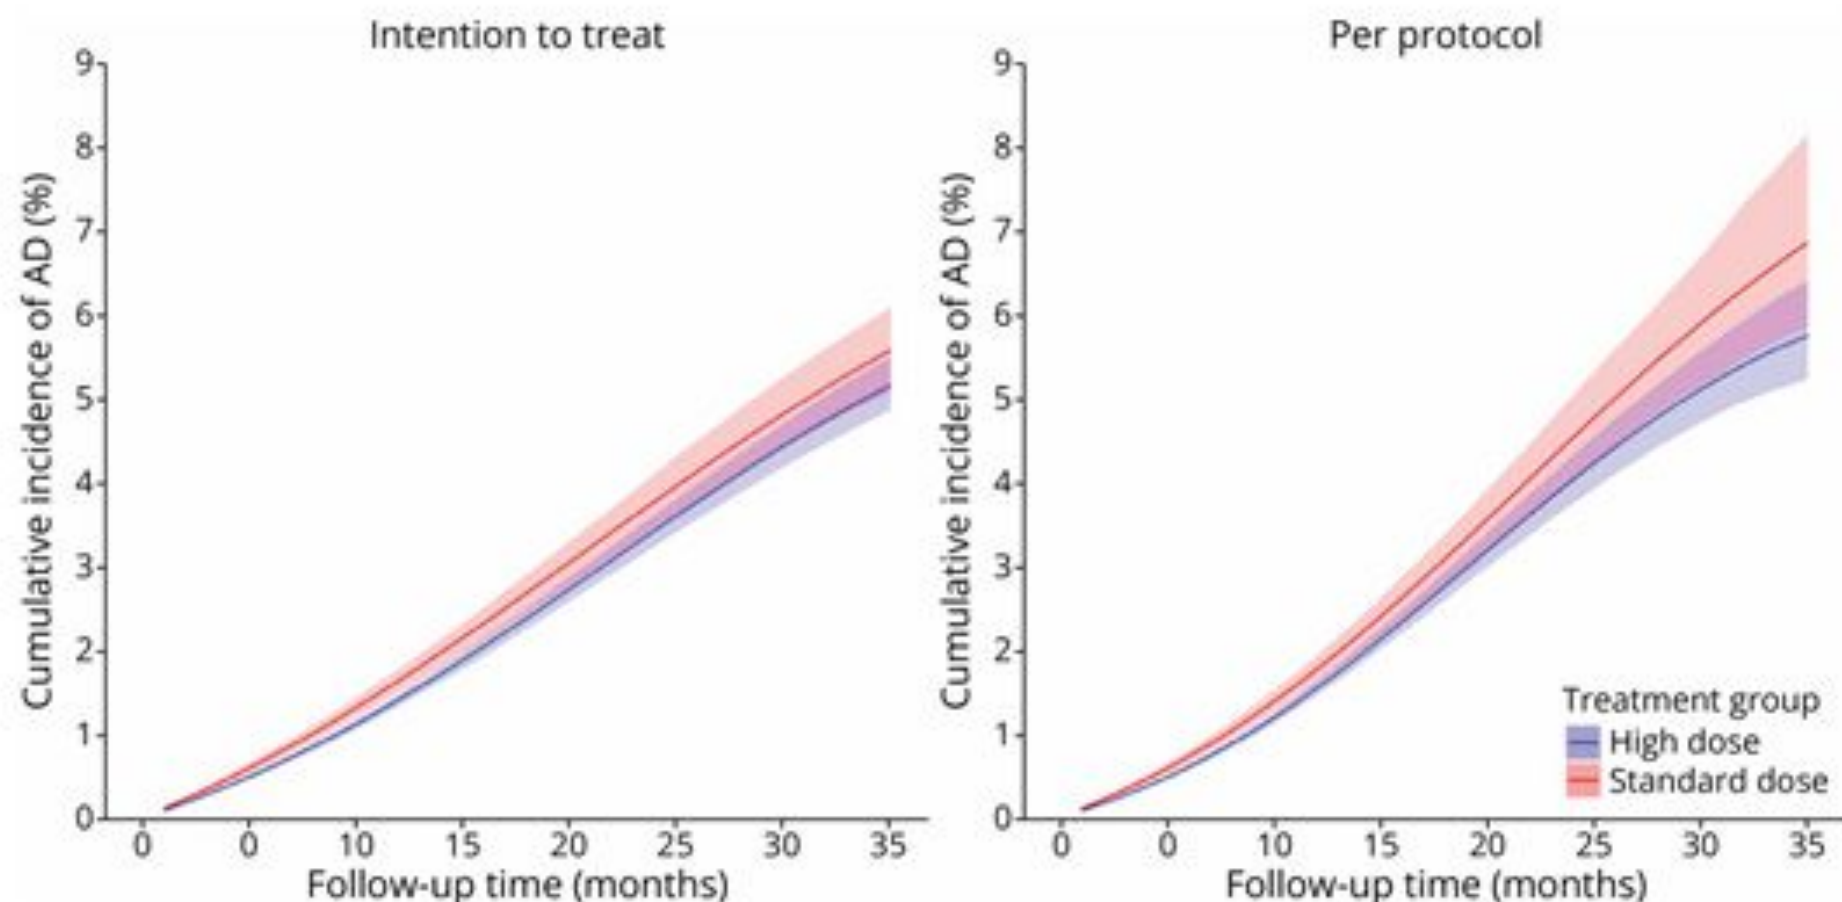 Intention to treat
Cumulative incidence of AD (%)
9
8
7
6
5
4
3
2
1
0
0 0 10 15 20 25 30 35
Follow-up time (months)
Per protocol
Cumulative incidence of AD (%)
9
8
7
6
5
4
3
2
1
0
Treatment group
High dose
Standard dose
0 0 10 15 20 25 30 35
Follow-up time (months)